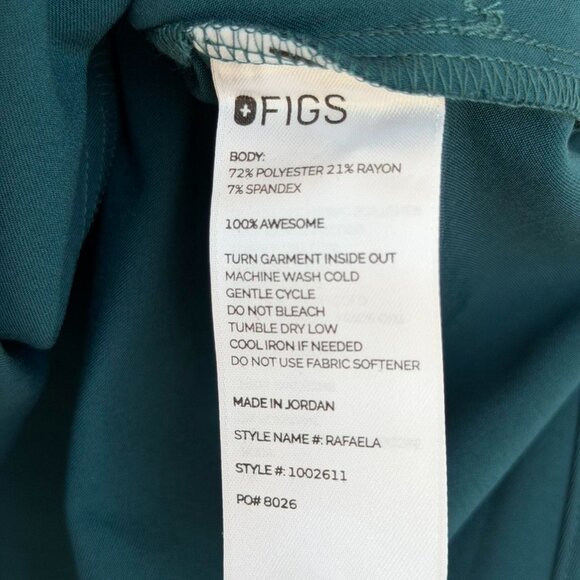 FIGS
BODY:
72% POLYESTER 21% RAYON
7% SPANDEX
100% AWESOME
TURN GARMENT INSIDE OUT
MACHINE WASH COLD
GENTLE CYCLE
DO NOT BLEACH
TUMBLE DRY LOW
COOL IRON IF NEEDED
DO NOT USE FABRIC SOFTENER
MADE IN JORDAN
STYLE NAME #: RAFAELA
STYLE #: 1002611
PO# 8026